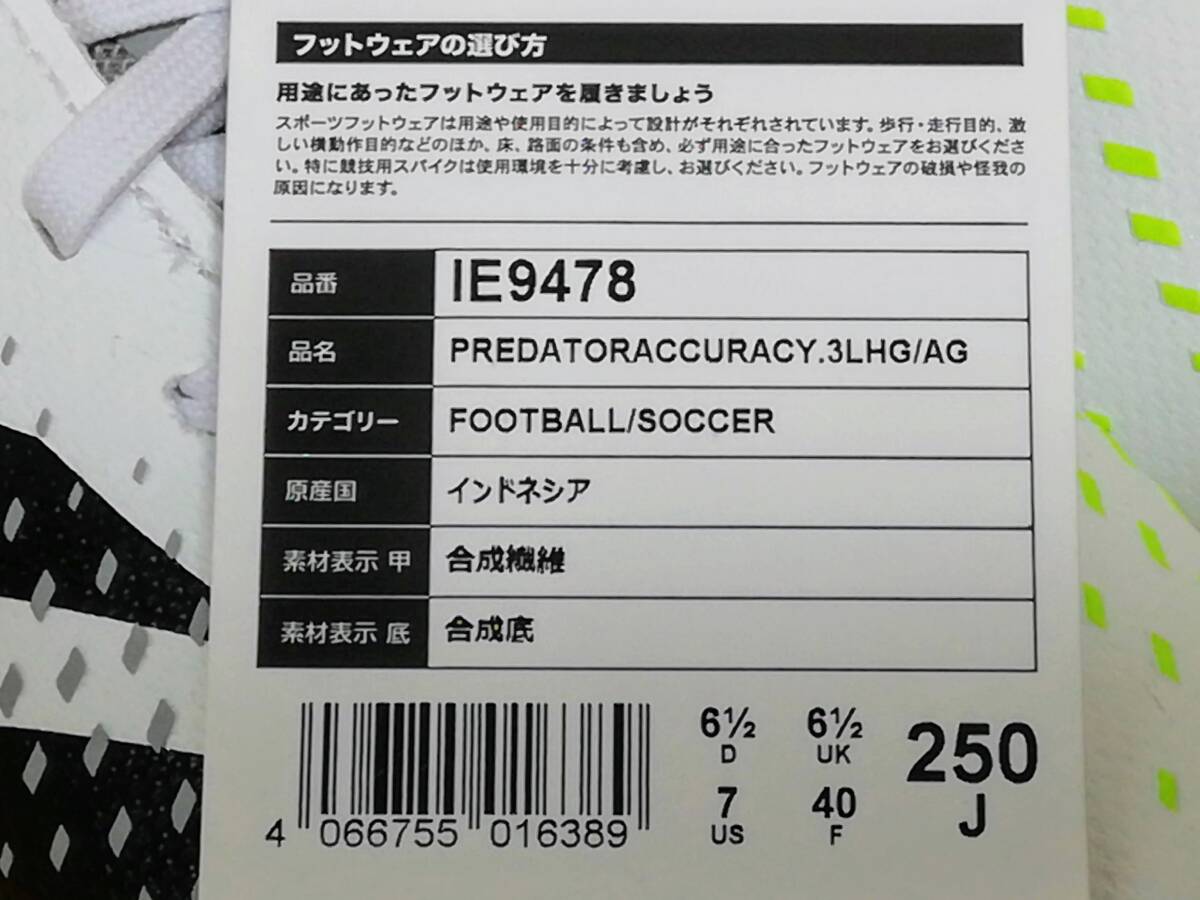 フットウェアの選び方
用途にあったフットウェアを履きましょう
スポーツフットウェアは用途や使用目的によって設計がそれぞれされています。歩行・走行目的、激
しい横動作目的などのほか、床、路面の条件も含め、必ず用途に合ったフットウェアをお選びくださ
い。特に競技用スパイクは使用環境を十分に考慮し、お選びください。フットウェアの破損や怪我の
原因になります。
品番 IE9478
品名 PREDATORACCURACY.3LHG/AG
カテゴリー FOOTBALL/SOCCER
原産国 インドネシア
素材表示 甲 合成繊維
素材表示 底 合成底
6½ 6½ 250
D UK J
7 40
US F
4 066755 016389